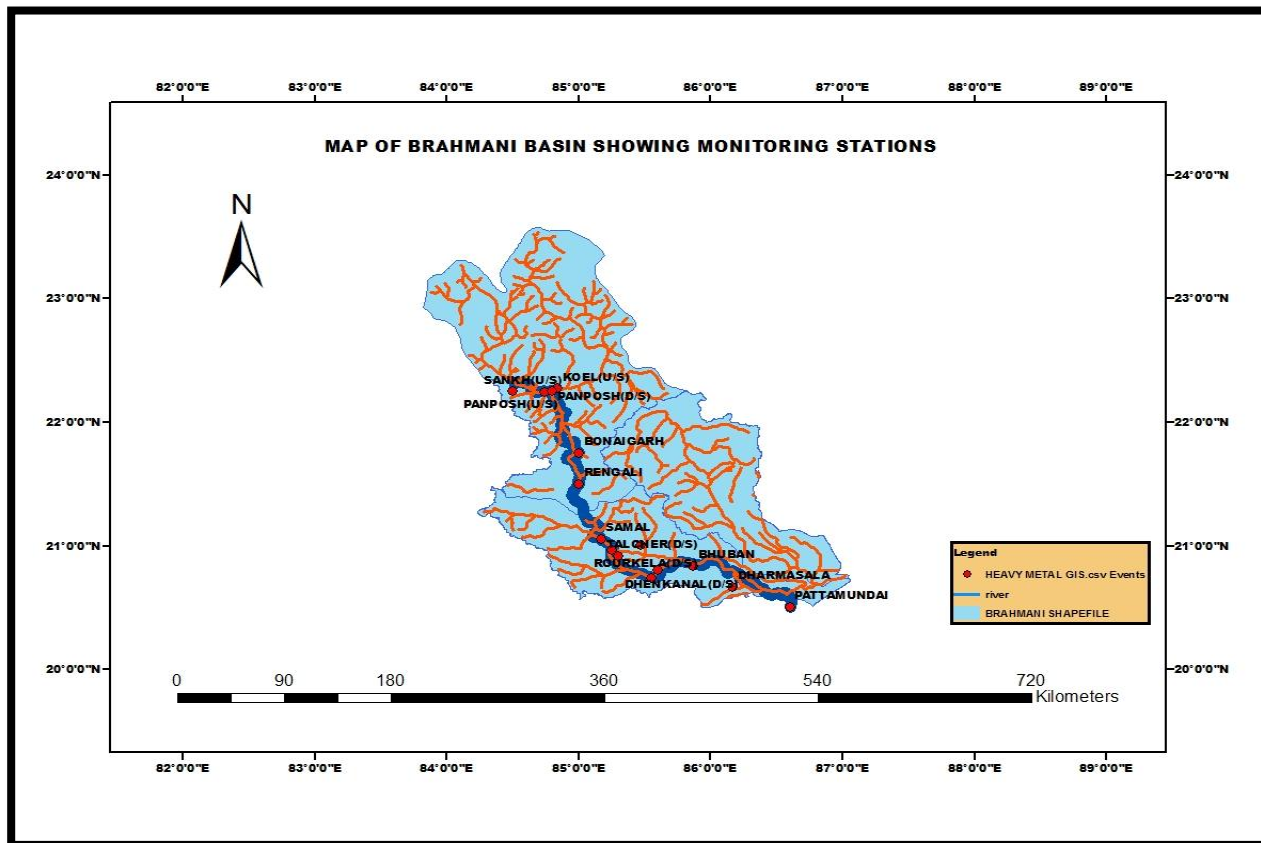 82°0'0"E 83°0'0"E 84°0'0"E 85°0'0"E 86°0'0"E 87°0'0"E 88°0'0"E 89°0'0"E
MAP OF BRAHMANI BASIN SHOWING MONITORING STATIONS
24°0'0"N 24°0'0"N
N
23°0'0"N 23°0'0"N
SANKH(U/S) KOEL(U/S)
PANPOSH(U/S) PANPOSH(D/S)
22°0'0"N 22°0'0"N
BONAIGARH
RENGALI
SAMAL
TALCHER(D/S)
21°0'0"N 21°0'0"N
BHUBAN
ROURKELA(D/S)
DHENKANAL(D/S) DHARMASALA
PATTAMUNDAI
Legend
HEAVY METAL GIS.csv Events
river
BRAHMANI SHAPEFILE
20°0'0"N 20°0'0"N
0 90 180 360 540 720
Kilometers
82°0'0"E 83°0'0"E 84°0'0"E 85°0'0"E 86°0'0"E 87°0'0"E 88°0'0"E 89°0'0"E